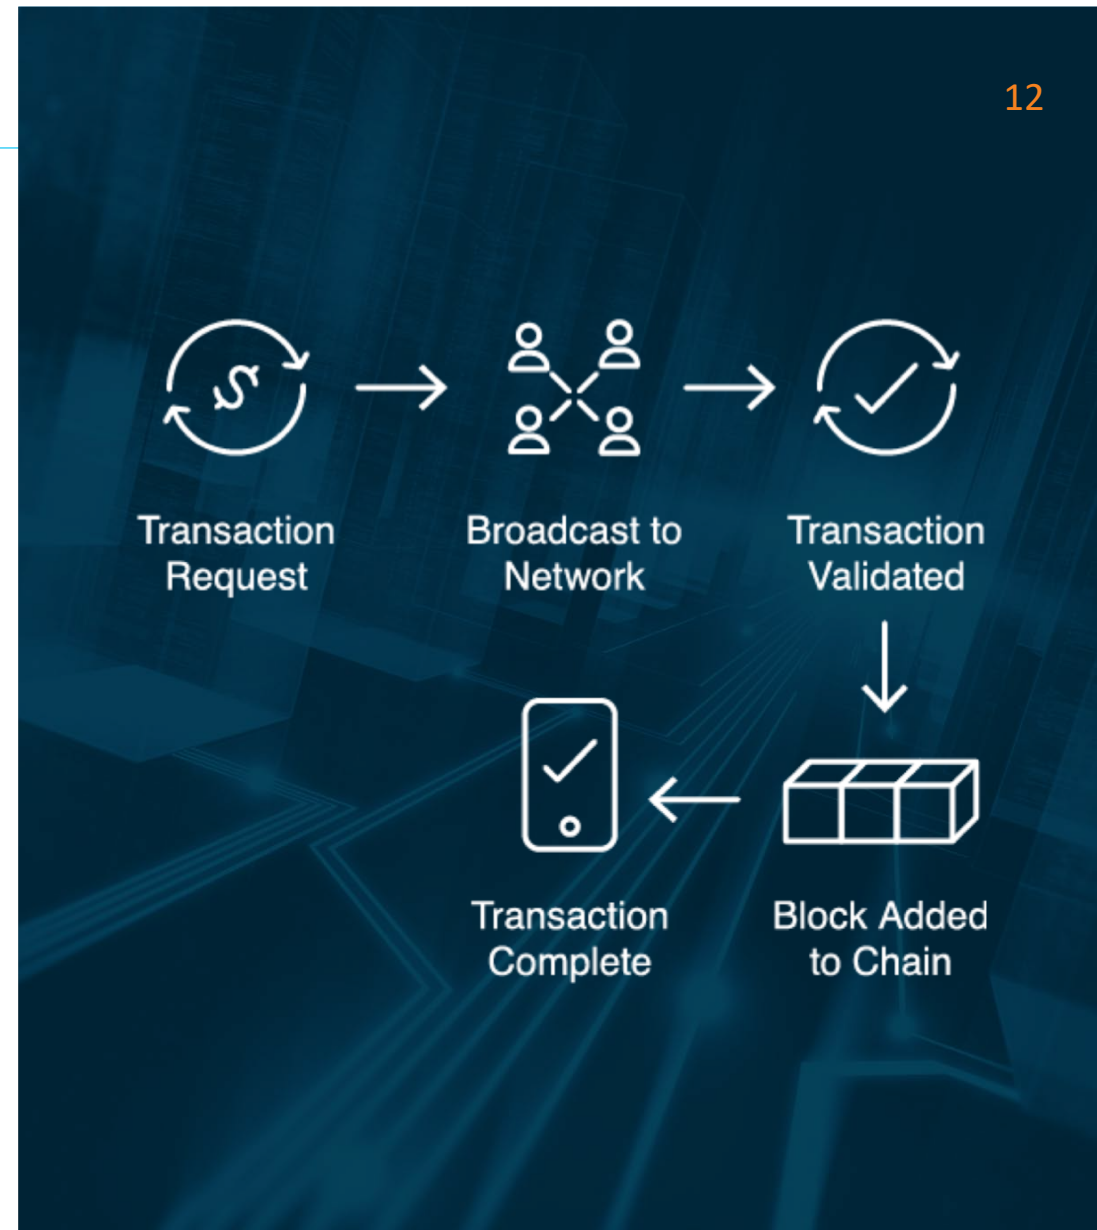 12
Transaction
Request
Broadcast to
Network
Transaction
Validated
Transaction
Complete
Block Added
to Chain